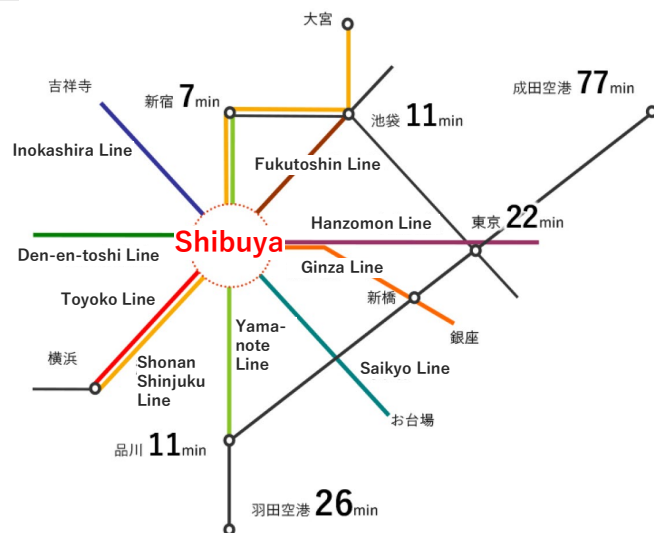 大宮
吉祥寺
新宿 7min
成田空港 77min
池袋 11min
Inokashira Line
Fukutoshin Line
Hanzomon Line
東京 22min
Shibuya
Den-en-toshi Line
Ginza Line
Toyoko Line
新橋
Yama-
note
Line
銀座
横浜
Shonan
Shinjuku
Line
Saikyo Line
お台場
品川 11min
羽田空港 26min